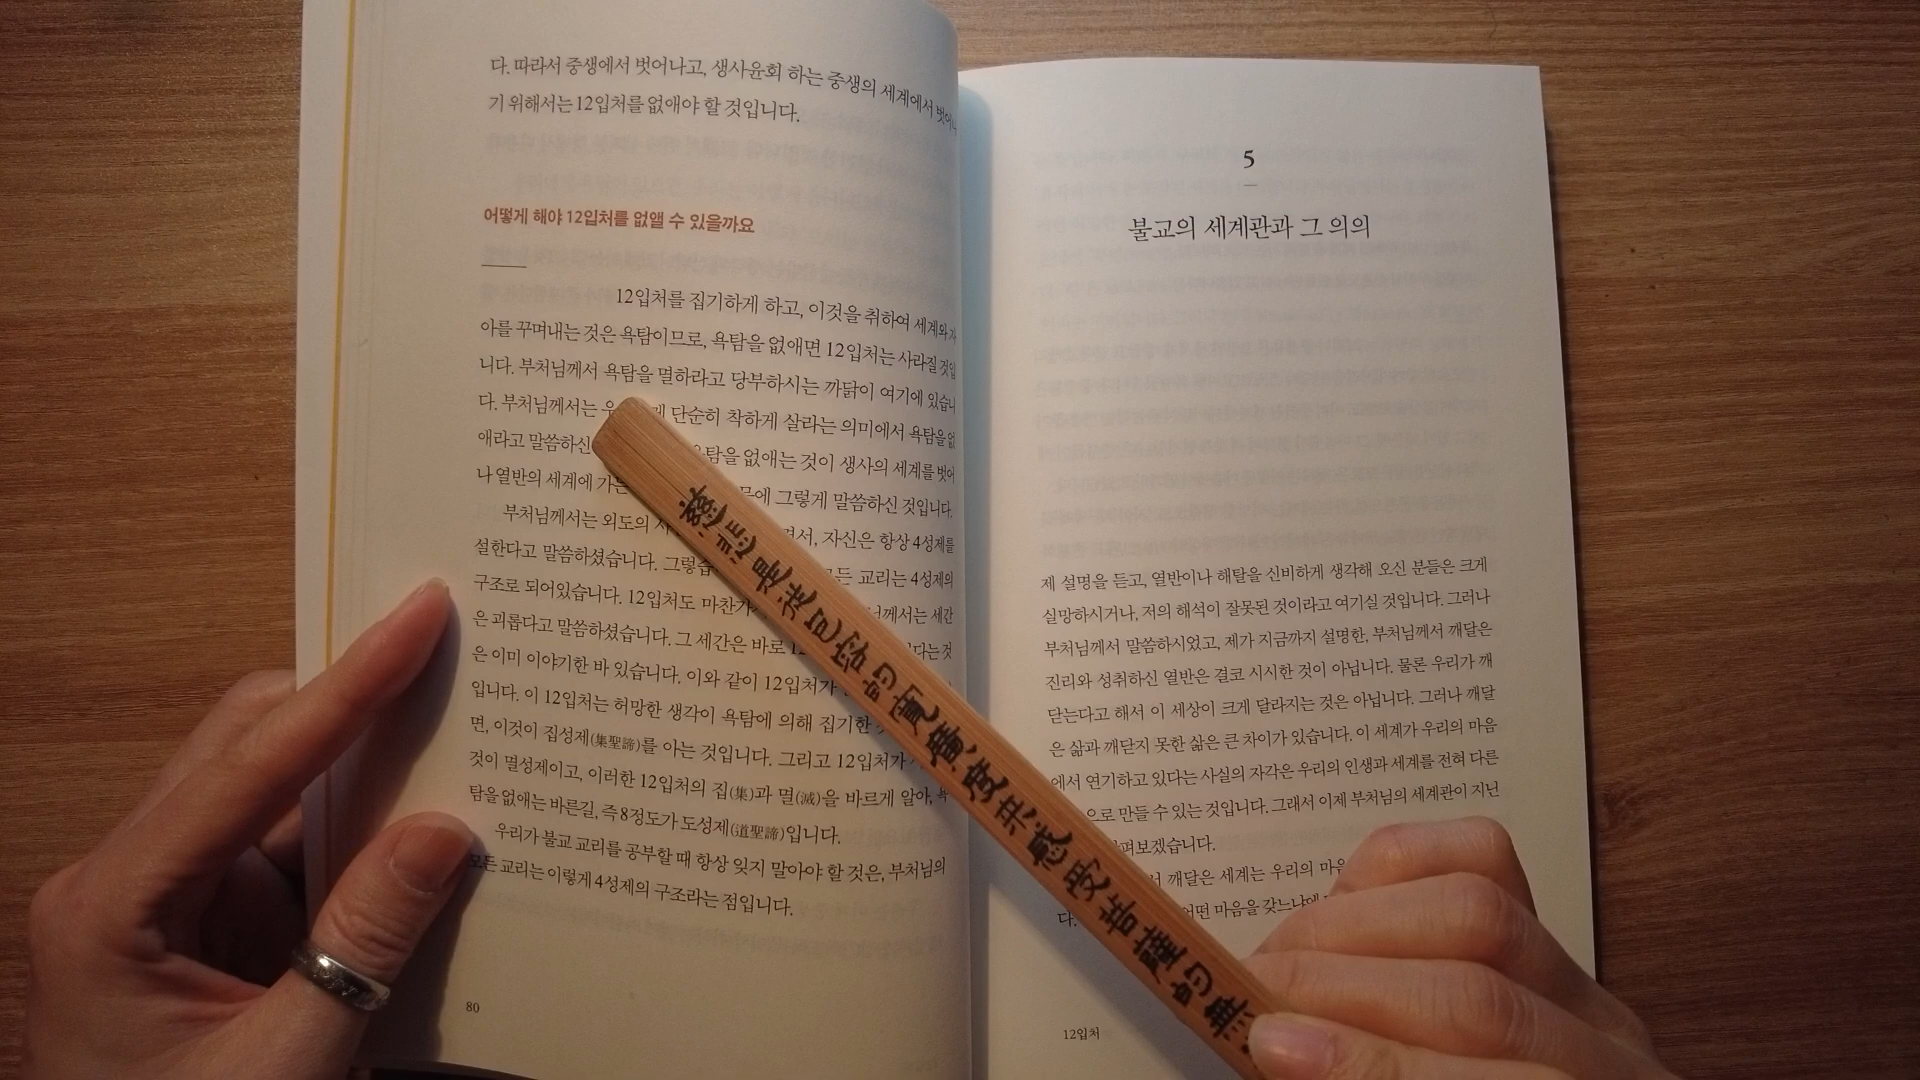 다. 따라서 중생에서 벗어나고, 생사윤회 하는 중생의 세계에서 벗어나
기 위해서는 12입처를 없애야 할 것입니다.
어떻게 해야 12입처를 없앨 수 있을까요
12입처를 집기하게 하고, 이것을 취하여 세계와
아를 꾸며내는 것은 욕탐이므로, 욕탐을 없애면 12입처는 사라질 것입
니다. 부처님께서 욕탐을 멸하라고 당부하시는 까닭이 여기에 있습니
다. 부처님께서는 단순히 착하게 살라는 의미에서 욕탐을 없
애라고 말씀하신 욕탐을 없애는 것이 생사의 세계를 벗어
나 열반의 세계에 가는 그렇게 말씀하신 것입니다.
부처님께서는 외도의 자신은 항상 4성제를
설한다고 말씀하셨습니다. 교리는 4성제의
구조로 되어있습니다. 12입처도 세간
은 괴롭다고 말씀하셨습니다. 그 세간은 바로
은 이미 이야기한 바 있습니다. 이와 같이 12입처가
입니다. 이 12입처는 허망한 생각이 욕탐에 의해 집기한
면, 이것이 집성제(集聖諦)를 아는 것입니다. 그리고 12입처가
것이 멸성제이고, 이러한 12입처의 집(集)과 멸(滅)을 바르게 알아, 욕
탐을 없애는 바른길, 즉 8정도가 도성제(道聖諦)입니다.
우리가 불교 교리를 공부할 때 항상 잊지 말아야 할 것은, 부처님의
모든 교리는 이렇게 4성제의 구조라는 점입니다.
80
5
불교의 세계관과 그 의의
제 설명을 듣고, 열반이나 해탈을 신비하게 생각해 오신 분들은 크게
실망하시거나, 저의 해석이 잘못된 것이라고 여기실 것입니다. 그러나
부처님께서 말씀하시었고, 제가 지금까지 설명한, 부처님께서 깨달은
진리와 성취하신 열반은 결코 시시한 것이 아닙니다. 물론 우리가 깨
닫는다고 해서 이 세상이 크게 달라지는 것은 아닙니다. 그러나 깨달
은 삶과 깨닫지 못한 삶은 큰 차이가 있습니다. 이 세계가 우리의 마음
에서 연기하고 있다는 사실의 자각은 우리의 인생과 세계를 전혀 다른
으로 만들 수 있는 것입니다. 그래서 이제 부처님의 세계관이 지닌
펴보겠습니다.
깨달은 세계는 우리의 마음
다. 어떤 마음을 갖느냐에
12입처
慈悲是
的
菩薩的無